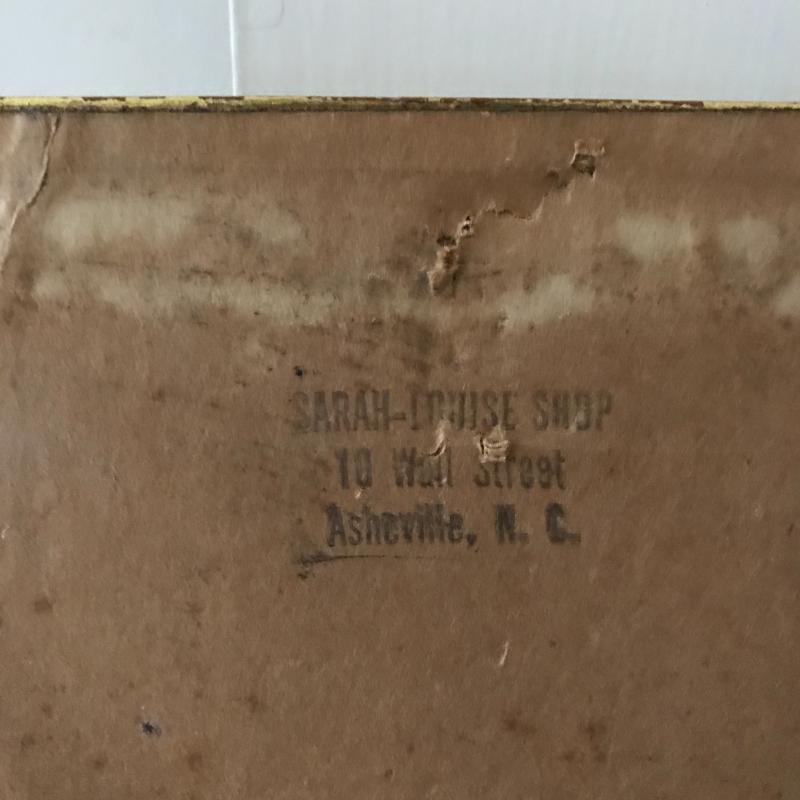 SARAH-LOUISE SHOP
10 Wall Street
Asheville, N. C.